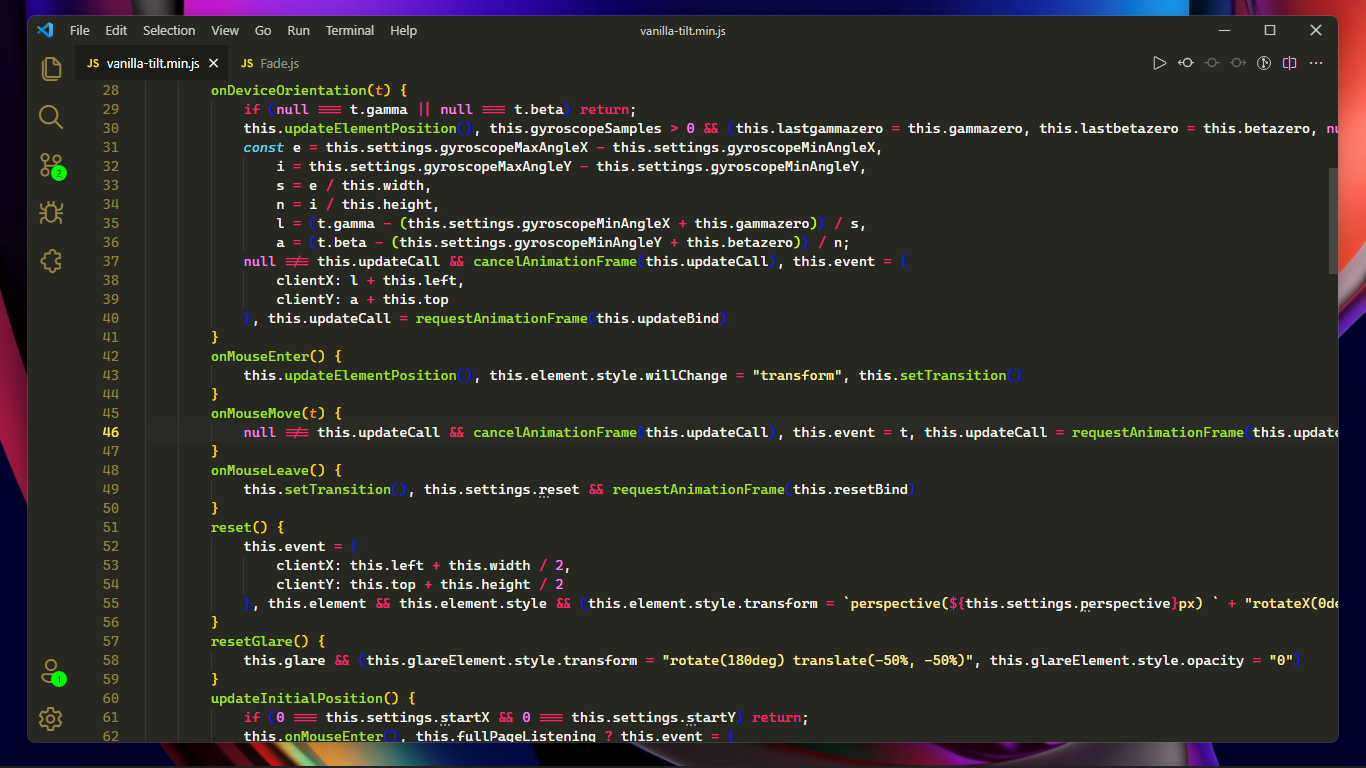 File Edit Selection View Go Run Terminal Help vanilla-tilt.min.js
JS vanilla-tilt.min.js JS Fade.js
28 onDeviceOrientation(t) {
29 if (null === t.gamma || null === t.beta) return;
30 this.updateElementPosition(), this.gyroscopeSamples > 0 && (this.lastgammazero = this.gammazero, this.lastbetazero = this.betazero, nu
31 const e = this.settings.gyroscopeMaxAngleX - this.settings.gyroscopeMinAngleX,
32 i = this.settings.gyroscopeMaxAngleY - this.settings.gyroscopeMinAngleY,
33 s = e / this.width,
34 n = i / this.height,
35 l = (t.gamma - (this.settings.gyroscopeMinAngleX + this.gammazero)) / s,
36 a = (t.beta - (this.settings.gyroscopeMinAngleY + this.betazero)) / n;
37 null !== this.updateCall && cancelAnimationFrame(this.updateCall), this.event = {
38 clientX: l + this.left,
39 clientY: a + this.top
40 }, this.updateCall = requestAnimationFrame(this.updateBind)
41 }
42 onMouseEnter() {
43 this.updateElementPosition(), this.element.style.willChange = "transform", this.setTransition()
44 }
45 onMouseMove(t) {
46 null !== this.updateCall && cancelAnimationFrame(this.updateCall), this.event = t, this.updateCall = requestAnimationFrame(this.update
47 }
48 onMouseLeave() {
49 this.setTransition(), this.settings.reset && requestAnimationFrame(this.resetBind)
50 }
51 reset() {
52 this.event = {
53 clientX: this.left + this.width / 2,
54 clientY: this.top + this.height / 2
55 }, this.element && this.element.style && (this.element.style.transform = `perspective(${this.settings.perspective}px) ` + "rotateX(0de
56 }
57 resetGlare() {
58 this.glare && (this.glareElement.style.transform = "rotate(180deg) translate(-50%, -50%)", this.glareElement.style.opacity = "0")
59 }
60 updateInitialPosition() {
61 if (0 === this.settings.startX && 0 === this.settings.startY) return;
62 this.onMouseEnter(), this.fullPageListening ? this.event = {
2
1